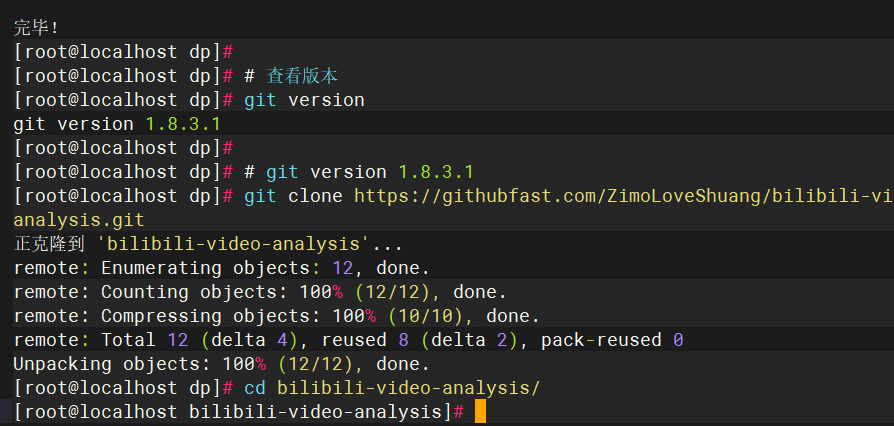 完毕!
[root@localhost dp]#
[root@localhost dp]# # 查看版本
[root@localhost dp]# git version
git version 1.8.3.1
[root@localhost dp]#
[root@localhost dp]# # git version 1.8.3.1
[root@localhost dp]# git clone https://githubfast.com/ZimoLoveShuang/bilibili-vi
analysis.git
正克隆到 'bilibili-video-analysis'...
remote: Enumerating objects: 12, done.
remote: Counting objects: 100% (12/12), done.
remote: Compressing objects: 100% (10/10), done.
remote: Total 12 (delta 4), reused 8 (delta 2), pack-reused 0
Unpacking objects: 100% (12/12), done.
[root@localhost dp]# cd bilibili-video-analysis/
[root@localhost bilibili-video-analysis]#